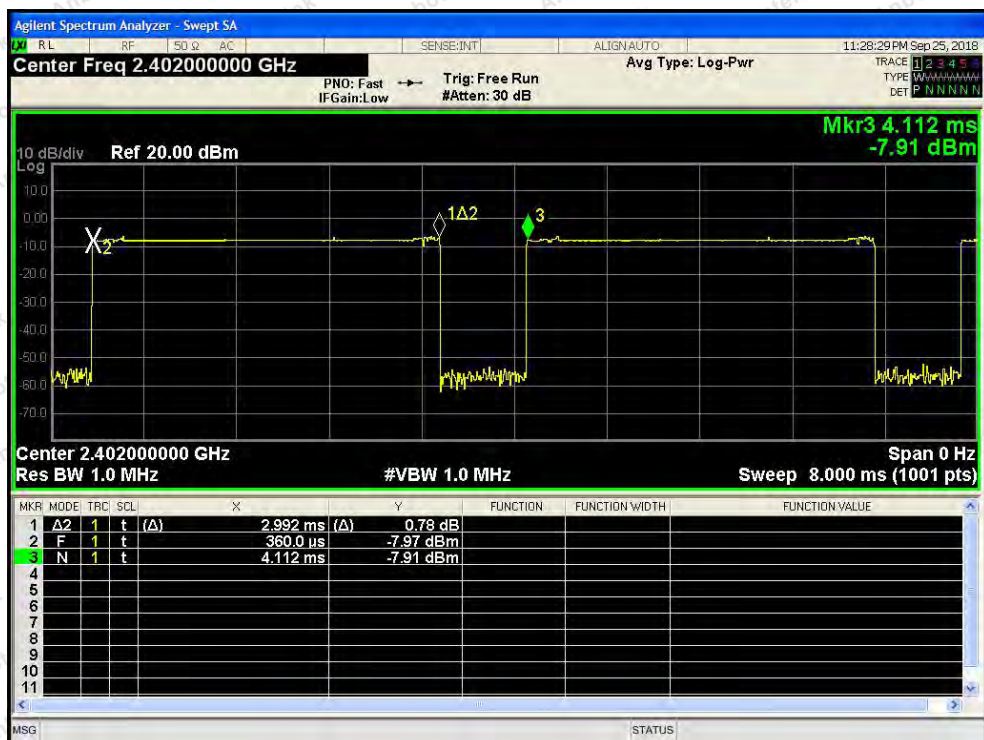 Agilent Spectrum Analyzer - Swept SA
LXI RL RF 50 Ω AC SENSE:INT ALIGN AUTO 11:28:29 PM Sep 25, 2018
Center Freq 2.402000000 GHz
PNO: Fast
IFGain:Low
Trig: Free Run
#Atten: 30 dB
Avg Type: Log-Pwr
TRACE 1 2 3 4 5 6
TYPE WWWWWW
DET P N N N N N
Mkr3 4.112 ms
-7.91 dBm
10 dB/div Ref 20.00 dBm
Log
10.0
0.00
-10.0
-20.0
-30.0
-40.0
-50.0
-60.0
-70.0
2
1Δ2
3
Center 2.402000000 GHz Span 0 Hz
Res BW 1.0 MHz #VBW 1.0 MHz Sweep 8.000 ms (1001 pts)
MKR MODE TRC SCL X Y FUNCTION FUNCTION WIDTH FUNCTION VALUE
1 Δ2 1 t (Δ) 2.992 ms (Δ) 0.78 dB
2 F 1 t 360.0 µs -7.97 dBm
3 N 1 t 4.112 ms -7.91 dBm
4
5
6
7
8
9
10
11
MSG STATUS